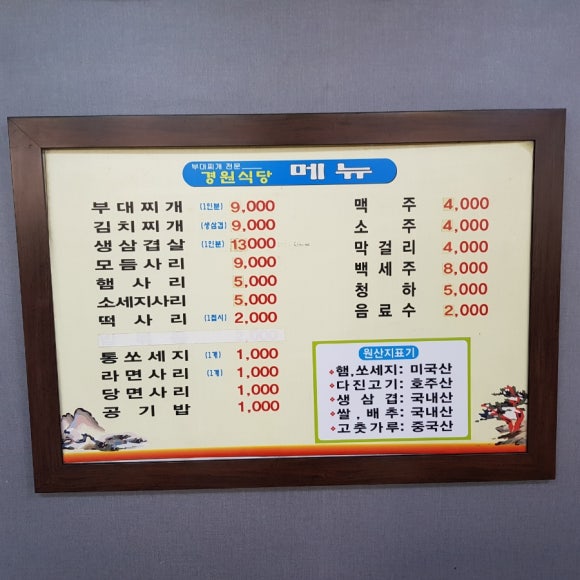 부대찌개 전문
경원식당 메뉴
부대찌개 (1인분) 9,000
김치찌개 (생삼겹) 9,000
생삼겹살 (1인분) 13000
모듬사리 9,000
햄사리 5,000
소세지사리 5,000
떡사리 (1접시) 2,000
통쏘세지 (1개) 1,000
라면사리 (1개) 1,000
당면사리 1,000
공기밥 1,000
맥주 4,000
소주 4,000
막걸리 4,000
백세주 8,000
청하 5,000
음료수 2,000
원산지표기
햄,쏘세지: 미국산
다진고기: 호주산
생삼겹: 국내산
쌀,배추: 국내산
고춧가루: 중국산